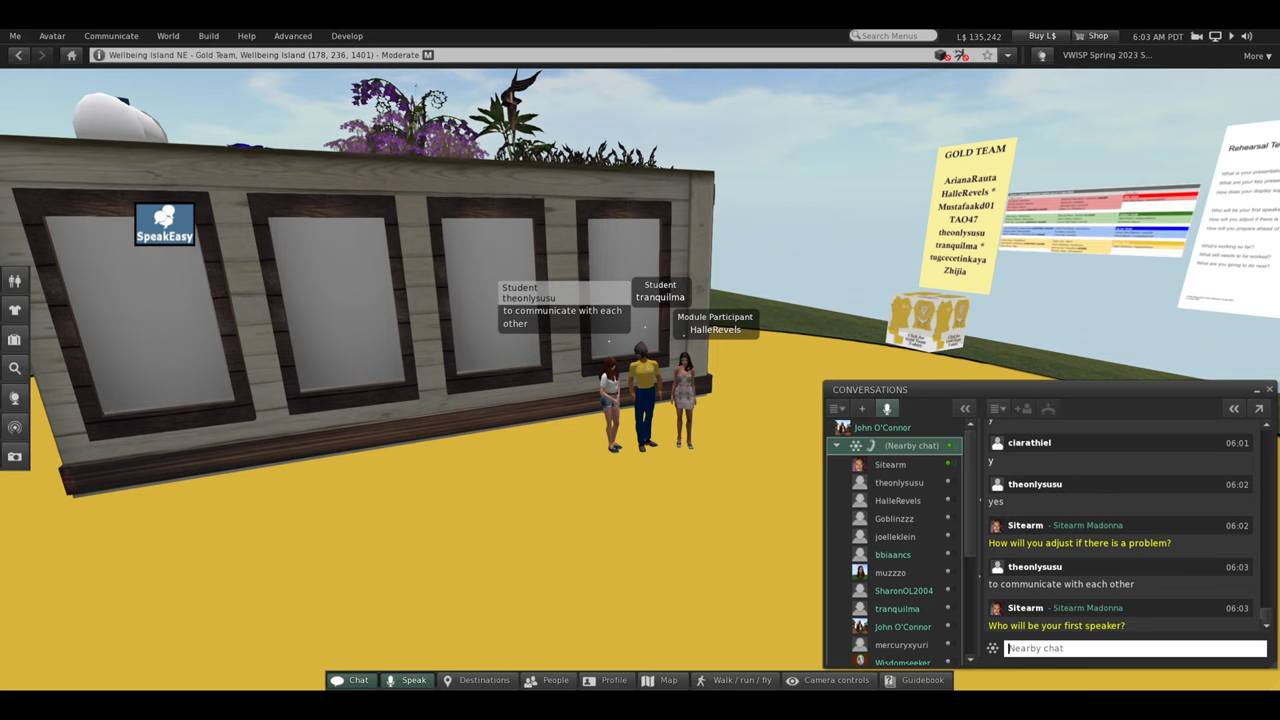 Me Avatar Communicate World Build Help Advanced Develop
Search Menus
L$ 135,242
Buy L$
Shop
6:03 AM PDT
Wellbeing Island NE - Gold Team, Wellbeing Island (178, 236, 1401) - Moderate M
VWISP Spring 2023 S...
More ▼
SpeakEasy
GOLD TEAM
ArianaRauta
HalleRevels *
Mustafaakd01
TAO47
theonlysusu
tranquilma *
tugcecetinkaya
Zhijia
Student
theonlysusu
to communicate with each
other
Student
tranquilma
Module Participant
HalleRevels
CONVERSATIONS
John O'Connor
(Nearby chat)
Sitearm
theonlysusu
HalleRevels
Goblinzzz
joelleklein
bbiaancs
muzzzo
SharonOL2004
tranquilma
John O'Connor
mercuryxyuri
Wisdomseeker
y
ciarathiel 06:01
y
theonlysusu 06:02
yes
Sitearm - Sitearm Madonna 06:02
How will you adjust if there is a problem?
theonlysusu 06:03
to communicate with each other
Sitearm - Sitearm Madonna 06:03
Who will be your first speaker?
Nearby chat
Chat Speak Destinations People Profile Map Walk / run / fly Camera controls Guidebook